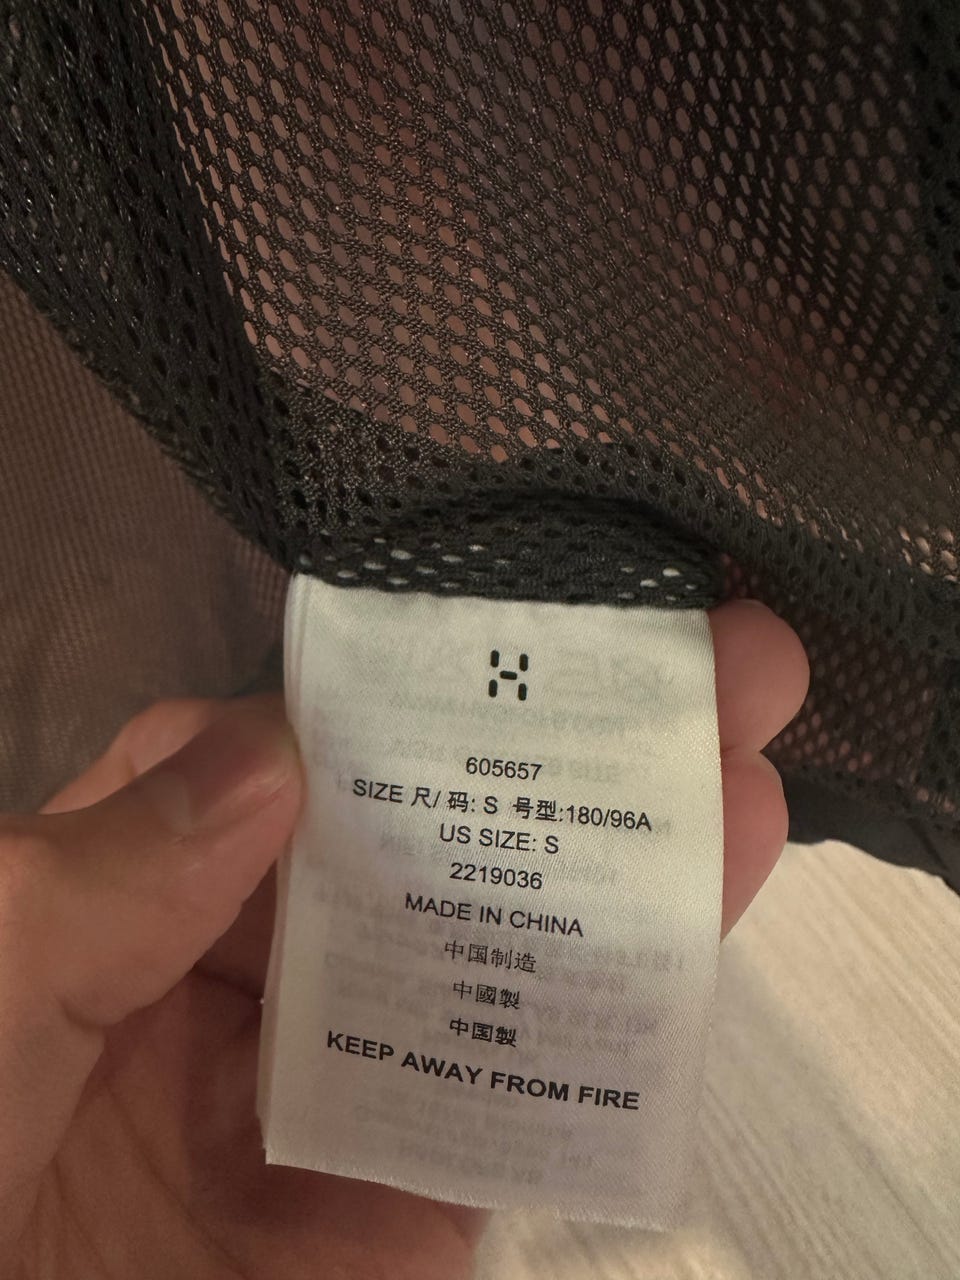 605657
SIZE 尺/ 码: S 号型:180/96A
US SIZE: S
2219036
MADE IN CHINA
中国制造
中國製
中国製
KEEP AWAY FROM FIRE